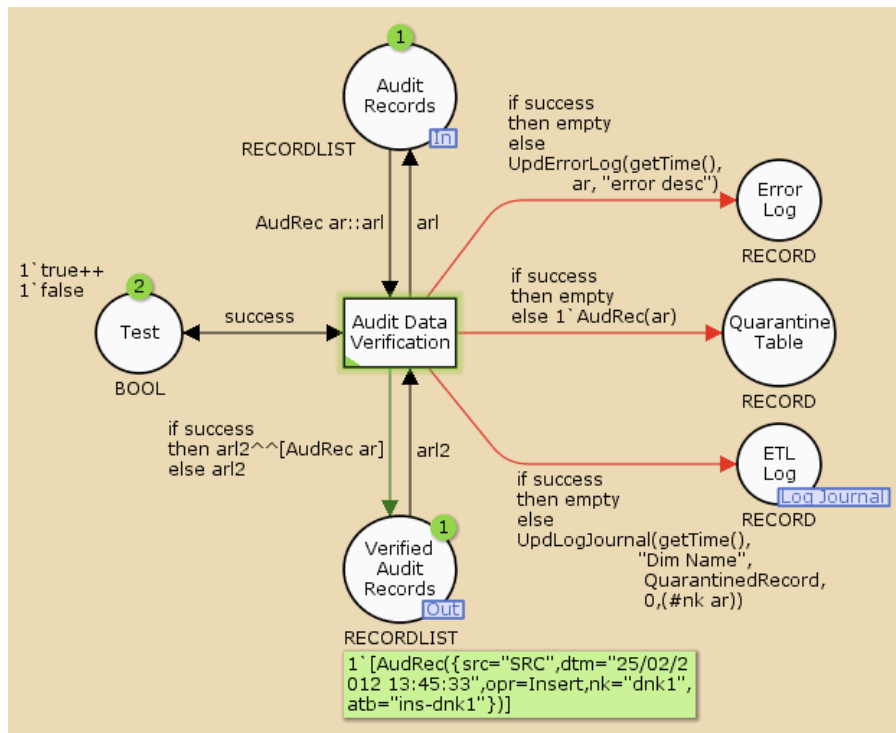 1
Audit
Records
In
RECORDLIST
if success
then empty
else
UpdErrorLog(getTime(),
ar, "error desc")
Error
Log
RECORD
AudRec ar::arl
arl
1`true++
1`false
2
Test
BOOL
success
Audit Data
Verification
if success
then empty
else 1`AudRec(ar)
Quarantine
Table
RECORD
if success
then arl2^^[AudRec ar]
else arl2
arl2
ETL
Log
Log Journal
RECORD
if success
then empty
else
UpdLogJournal(getTime(),
"Dim Name",
QuarantinedRecord,
0,(#nk ar))
1
Verified
Audit
Records
Out
RECORDLIST
1`[AudRec({src="SRC",dtm="25/02/2
012 13:45:33",opr=Insert,nk="dnk1",
atb="ins-dnk1"})]